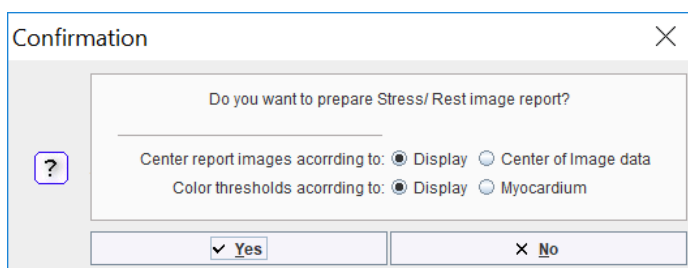 Confirmation
Do you want to prepare Stress/ Rest image report?
Center report images acorrding to: Display Center of Image data
Color thresholds acorrding to: Display Myocardium
? 
Yes No